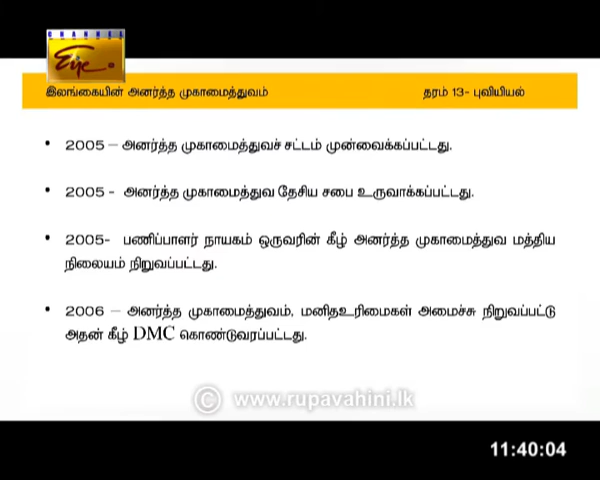 CHANNEL
Eye
இலங்கையின் அனர்த்த முகாமைத்துவம் தரம் 13- புவியியல்
• 2005 – அனர்த்த முகாமைத்துவச் சட்டம் முன்வைக்கப்பட்டது.
• 2005 - அனர்த்த முகாமைத்துவ தேசிய சபை உருவாக்கப்பட்டது.
• 2005- பணிப்பாளர் நாயகம் ஒருவரின் கீழ் அனர்த்த முகாமைத்துவ மத்திய
நிலையம் நிறுவப்பட்டது.
• 2006 – அனர்த்த முகாமைத்துவம், மனிதஉரிமைகள் அமைச்சு நிறுவப்பட்டு
அதன் கீழ் DMC கொண்டுவரப்பட்டது.
© www.rupavahini.lk
11:40:04